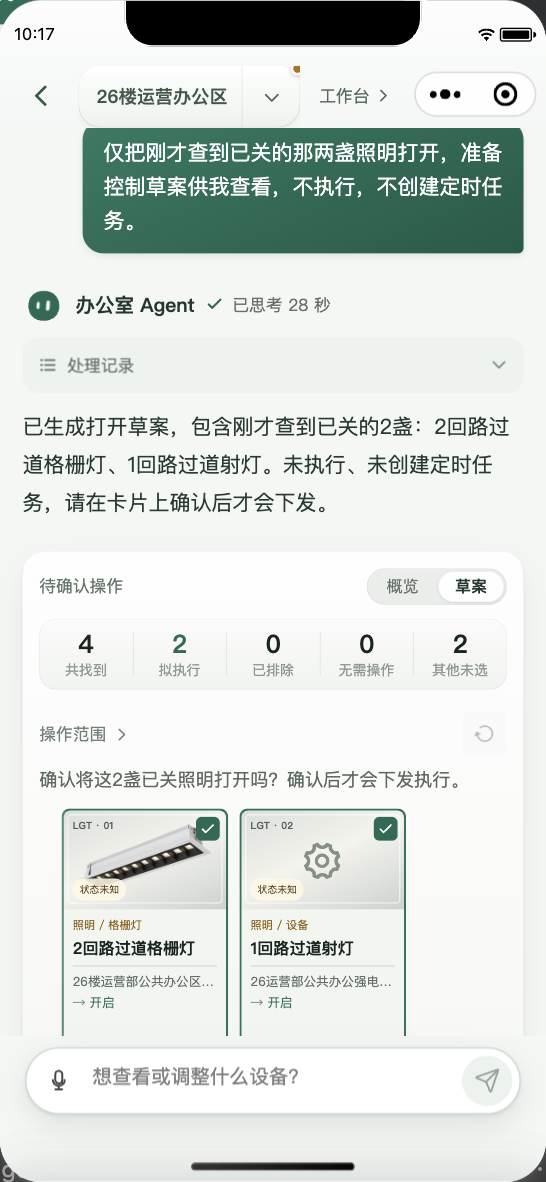 10:17
26楼运营办公区
工作台
仅把刚才查到已关的那两盏照明打开，准备
控制草案供我查看，不执行，不创建定时任
务。
办公室 Agent
已思考 28 秒
处理记录
已生成打开草案，包含刚才查到已关的2盏：2回路过
道格栅灯、1回路过道射灯。未执行、未创建定时任
务，请在卡片上确认后才会下发。
待确认操作
概览
草案
4
2
0
0
2
共找到
拟执行
已排除
无需操作
其他未选
操作范围
确认将这2盏已关照明打开吗？确认后才会下发执行。
LGT · 01
状态未知
照明 / 格栅灯
2回路过道格栅灯
26楼运营部公共办公区...
→ 开启
LGT · 02
状态未知
照明 / 设备
1回路过道射灯
26运营部公共办公强电...
→ 开启
想查看或调整什么设备？